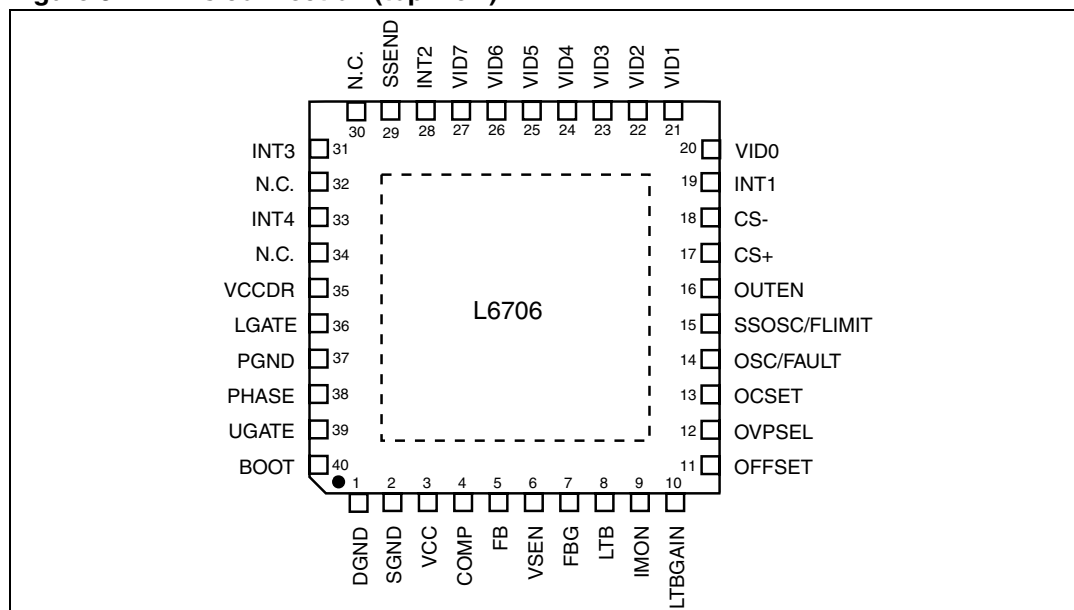 Figure connection (top view)
N.C. SSEND INT2 VID7 VID6 VID5 VID4 VID3 VID2 VID1
30 29 28 27 26 25 24 23 22 21
INT3 31 20 VID0
N.C. 32 19 INT1
INT4 33 18 CS-
N.C. 34 17 CS+
VCCDR 35 16 OUTEN
LGATE 36 L6706 15 SSOSC/FLIMIT
PGND 37 14 OSC/FAULT
PHASE 38 13 OCSET
UGATE 39 12 OVPSEL
BOOT 40 11 OFFSET
1 2 3 4 5 6 7 8 9 10
DGND SGND VCC COMP FB VSEN FBG LTB IMON LTBGAIN